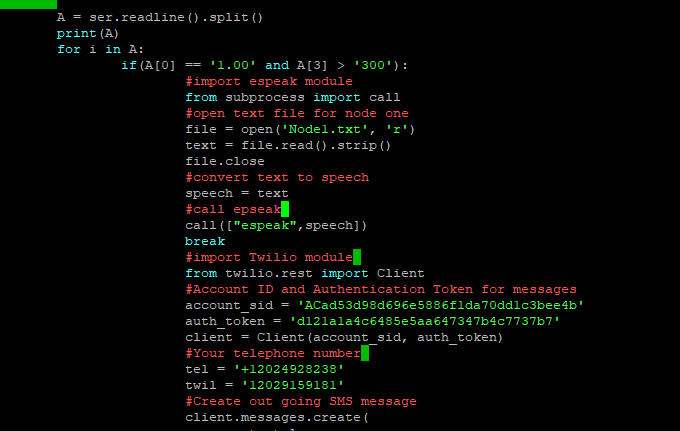 A = ser.readline().split()
print(A)
for i in A:
if(A[0] == '1.00' and A[3] > '300'):
#import espeak module
from subprocess import call
#open text file for node one
file = open('Node1.txt', 'r')
text = file.read().strip()
file.close
#convert text to speech
speech = text
#call epseak
call(["espeak",speech])
break
#import Twilio module
from twilio.rest import Client
#Account ID and Authentication Token for messages
account_sid = 'ACad53d98d696e5886f1da70dd1c3bee4b'
auth_token = 'd121a1a4c6485e5aa647347b4c7737b7'
client = Client(account_sid, auth_token)
#Your telephone number
tel = '+12024928238'
twil = '12029159181'
#Create out going SMS message
client.messages.create(